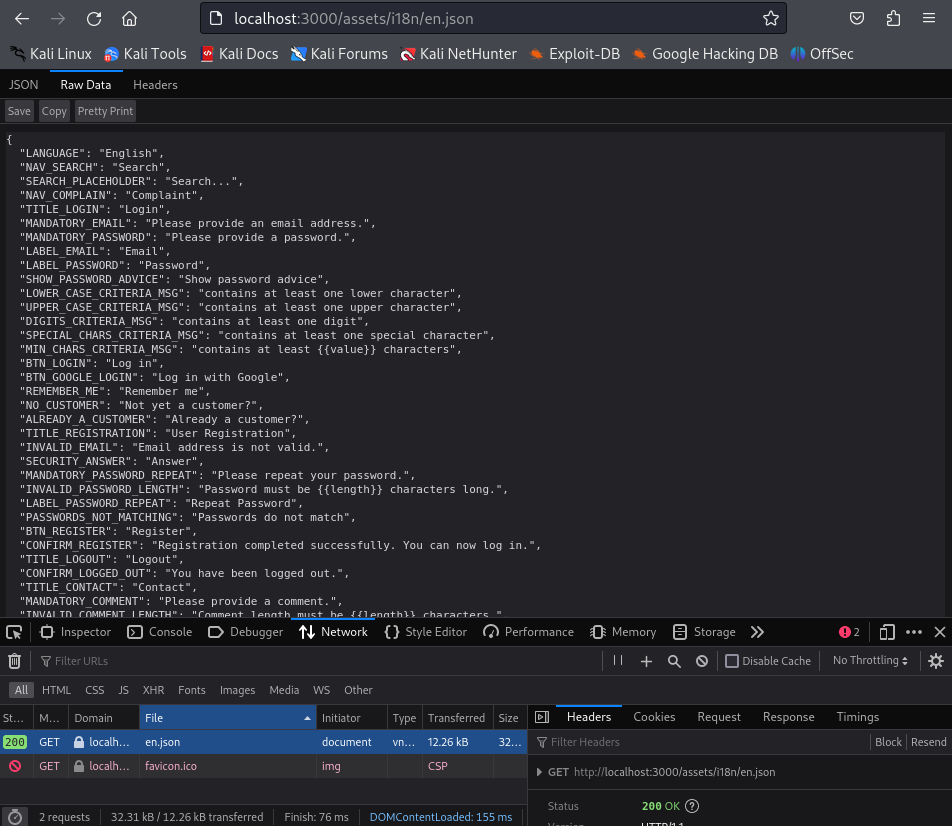 localhost:3000/assets/i18n/en.json
Kali Linux Kali Tools Kali Docs Kali Forums Kali NetHunter Exploit-DB Google Hacking DB OffSec
JSON Raw Data Headers
Save Copy Pretty Print
{
"LANGUAGE": "English",
"NAV_SEARCH": "Search",
"SEARCH_PLACEHOLDER": "Search...",
"NAV_COMPLAIN": "Complaint",
"TITLE_LOGIN": "Login",
"MANDATORY_EMAIL": "Please provide an email address.",
"MANDATORY_PASSWORD": "Please provide a password.",
"LABEL_EMAIL": "Email",
"LABEL_PASSWORD": "Password",
"SHOW_PASSWORD_ADVICE": "Show password advice",
"LOWER_CASE_CRITERIA_MSG": "contains at least one lower character",
"UPPER_CASE_CRITERIA_MSG": "contains at least one upper character",
"DIGITS_CRITERIA_MSG": "contains at least one digit",
"SPECIAL_CHARS_CRITERIA_MSG": "contains at least one special character",
"MIN_CHARS_CRITERIA_MSG": "contains at least {{value}} characters",
"BTN_LOGIN": "Log in",
"BTN_GOOGLE_LOGIN": "Log in with Google",
"REMEMBER_ME": "Remember me",
"NO_CUSTOMER": "Not yet a customer?",
"ALREADY_A_CUSTOMER": "Already a customer?",
"TITLE_REGISTRATION": "User Registration",
"INVALID_EMAIL": "Email address is not valid.",
"SECURITY_ANSWER": "Answer",
"MANDATORY_PASSWORD_REPEAT": "Please repeat your password.",
"INVALID_PASSWORD_LENGTH": "Password must be {{length}} characters long.",
"LABEL_PASSWORD_REPEAT": "Repeat Password",
"PASSWORDS_NOT_MATCHING": "Passwords do not match",
"BTN_REGISTER": "Register",
"CONFIRM_REGISTER": "Registration completed successfully. You can now log in.",
"TITLE_LOGOUT": "Logout",
"CONFIRM_LOGGED_OUT": "You have been logged out.",
"TITLE_CONTACT": "Contact",
"MANDATORY_COMMENT": "Please provide a comment.",
"INVALID_COMMENT_LENGTH": "Comment length must be {{length}} characters."
Inspector Console Debugger Network Style Editor Performance Memory Storage 2
Filter URLs Disable Cache No Throttling
All HTML CSS JS XHR Fonts Images Media WS Other
St... M... Domain File Initiator Type Transferred Size
Headers Cookies Request Response Timings
200 GET localh... en.json document vn... 12.26 kB 32...
Filter Headers Block Resend
GET localh... favicon.ico img CSP
GET http://localhost:3000/assets/i18n/en.json
Status 200 OK
2 requests 32.31 kB / 12.26 kB transferred Finish: 76 ms DOMContentLoaded: 155 ms
Version HTTP/1.1